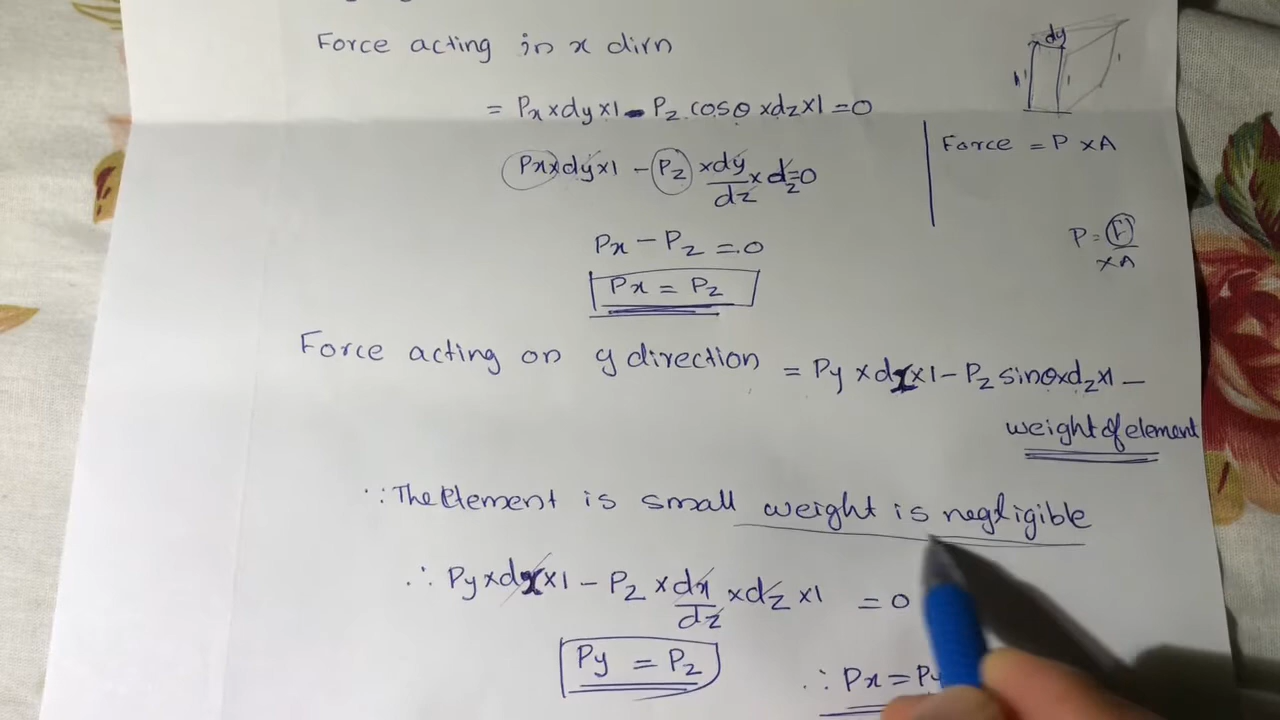 Force acting in x dirn
dy
= Px x dy x 1 - Pz cosθ x dz x 1 = 0
Force = P x A
Px x dy x 1 - Pz x dy/dz x dz = 0
P = F/xA
Px - Pz = 0
Px = Pz
Force acting on y direction = Py x dx x 1 - Pz sinθ x dz x 1 -
weight of element
∵ The Element is small weight is negligible
∴ Py x dx x 1 - Pz x dx/dz x dz x 1 = 0
Py = Pz
∴ Px = Py